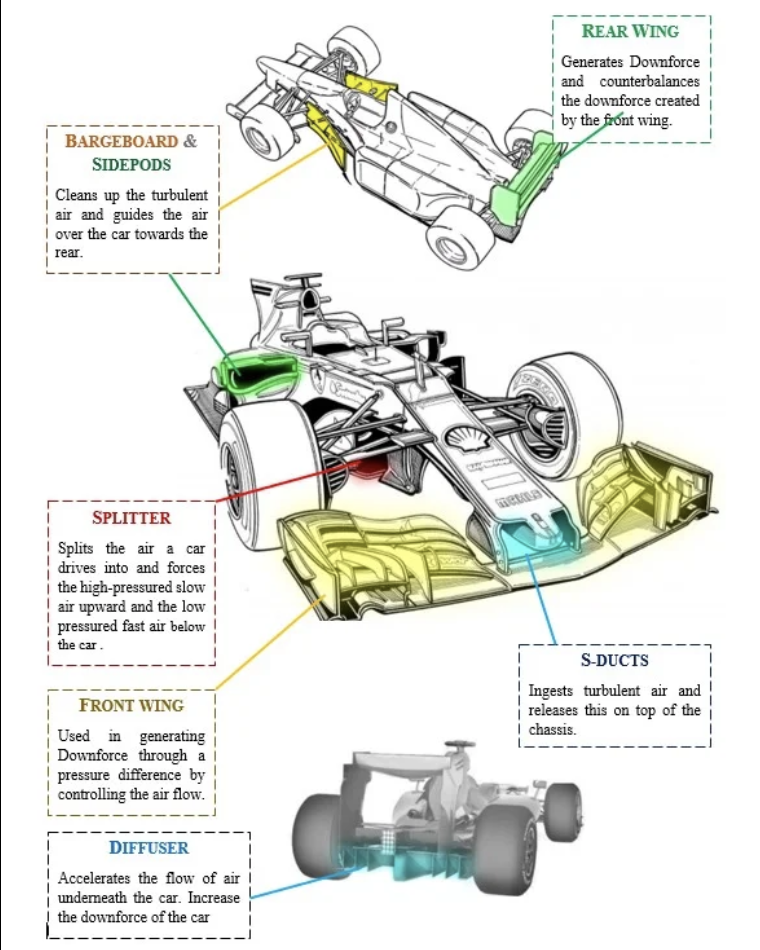 REAR WING
Generates Downforce
and counterbalances
the downforce created
by the front wing.
BARGEBOARD &
SIDEPODS
Cleans up the turbulent
air and guides the air
over the car towards the
rear.
SPLITTER
Splits the air a car
drives into and forces
the high-pressured slow
air upward and the low
pressured fast air below
the car .
FRONT WING
Used in generating
Downforce through a
pressure difference by
controlling the air flow.
S-DUCTS
Ingests turbulent air and
releases this on top of the
chassis.
DIFFUSER
Accelerates the flow of air
underneath the car. Increase
the downforce of the car